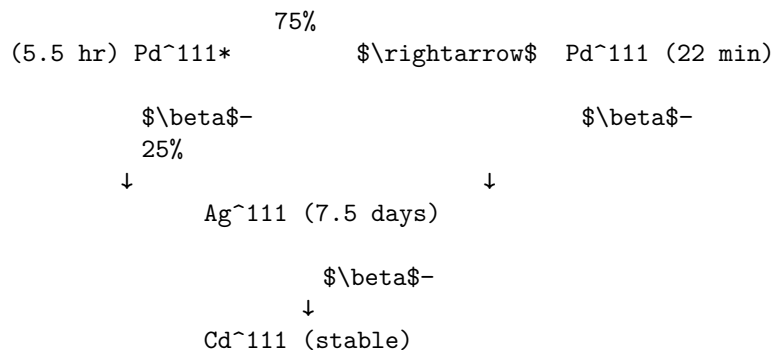 75%
(5.5 hr) Pd^111* $\rightarrow$ Pd^111 (22 min)
$\beta$- $\beta$-
25%
↓ ↓
Ag^111 (7.5 days)
$\beta$-
↓
Cd^111 (stable)